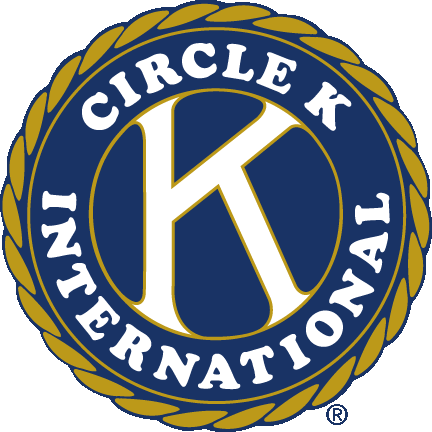 CIRCLE K
K
INTERNATIONAL
®